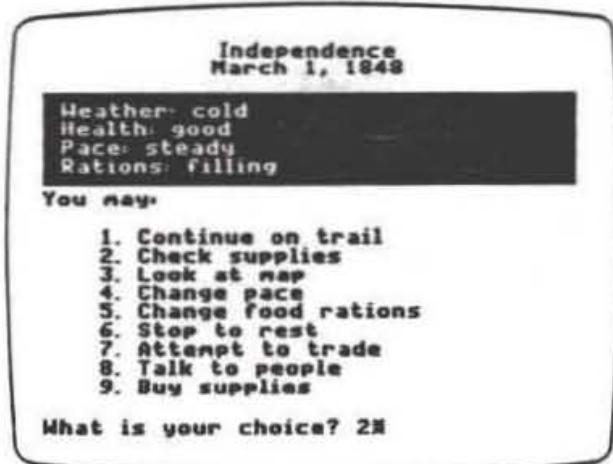 Independence
March 1, 1848
Weather: cold
Health: good
Pace: steady
Rations: filling
You may:
1. Continue on trail
2. Check supplies
3. Look at map
4. Change pace
5. Change food rations
6. Stop to rest
7. Attempt to trade
8. Talk to people
9. Buy supplies
What is your choice? 2